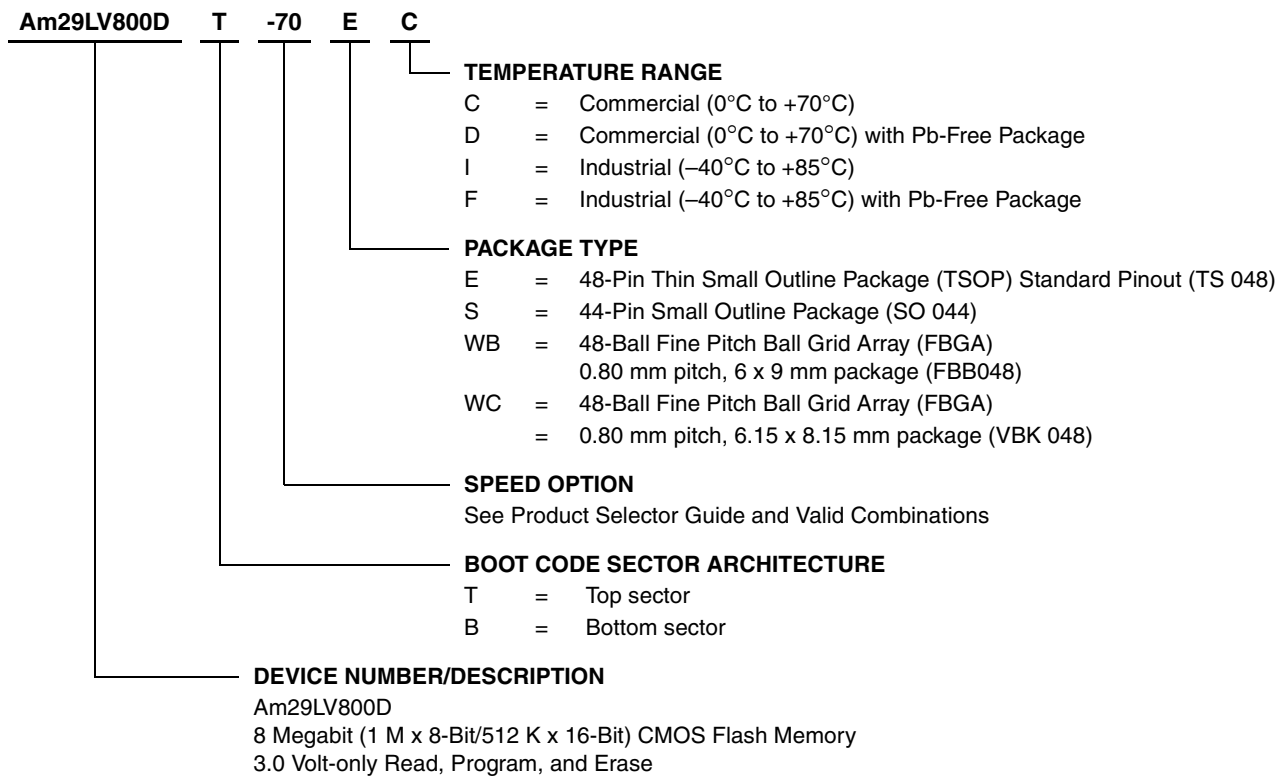 Am29LV800D T -70 E C
TEMPERATURE RANGE
C = Commercial (0°C to +70°C)
D = Commercial (0°C to +70°C) with Pb-Free Package
I = Industrial (–40°C to +85°C)
F = Industrial (–40°C to +85°C) with Pb-Free Package
PACKAGE TYPE
E = 48-Pin Thin Small Outline Package (TSOP) Standard Pinout (TS 048)
S = 44-Pin Small Outline Package (SO 044)
WB = 48-Ball Fine Pitch Ball Grid Array (FBGA)
0.80 mm pitch, 6 x 9 mm package (FBB048)
WC = 48-Ball Fine Pitch Ball Grid Array (FBGA)
= 0.80 mm pitch, 6.15 x 8.15 mm package (VBK 048)
SPEED OPTION
See Product Selector Guide and Valid Combinations
BOOT CODE SECTOR ARCHITECTURE
T = Top sector
B = Bottom sector
DEVICE NUMBER/DESCRIPTION
Am29LV800D
8 Megabit (1 M x 8-Bit/512 K x 16-Bit) CMOS Flash Memory
3.0 Volt-only Read, Program, and Erase